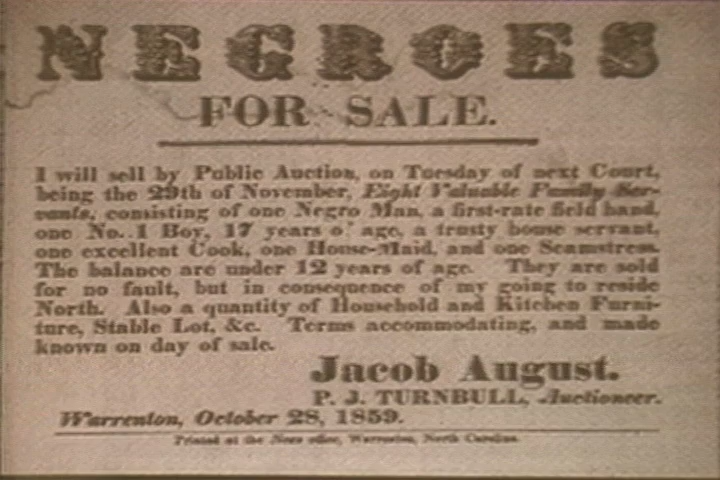 NEGROES
FOR SALE.
I will sell by Public Auction, on Tuesday of next Court,
being the 29th of November, Eight Valuable Family Ser-
vants, consisting of one Negro Man, a first-rate field hand,
one No. 1 Boy, 17 years o' age, a trusty house servant,
one excellent Cook, one House-Maid, and one Seamstress.
The balance are under 12 years of age. They are sold
for no fault, but in consequence of my going to reside
North. Also a quantity of Household and Kitchen Furni-
ture, Stable Lot, &c. Terms accommodating, and made
known on day of sale.
Jacob August.
P. J. TURNBULL, Auctioneer.
Warrenton, October 28, 1859.
Printed at the News office, Warrenton, North Carolina.